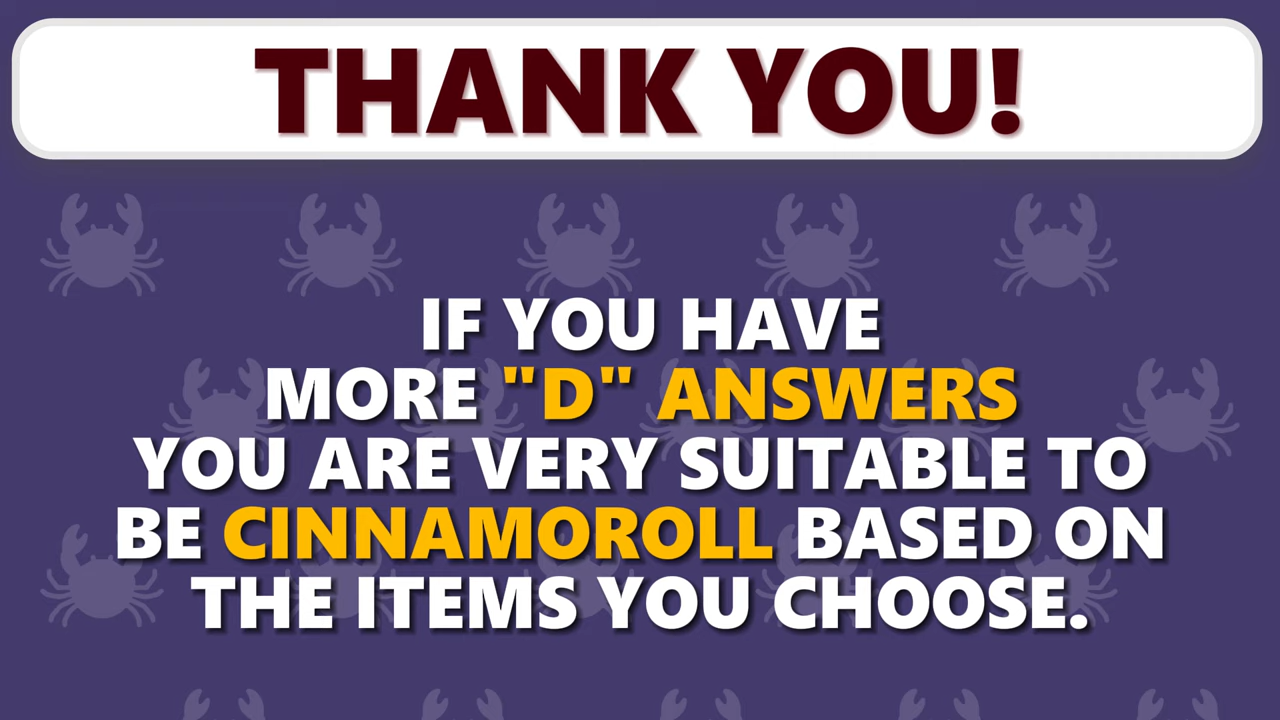 THANK YOU!
IF YOU HAVE
MORE "D" ANSWERS
YOU ARE VERY SUITABLE TO
BE CINNAMOROLL BASED ON
THE ITEMS YOU CHOOSE.